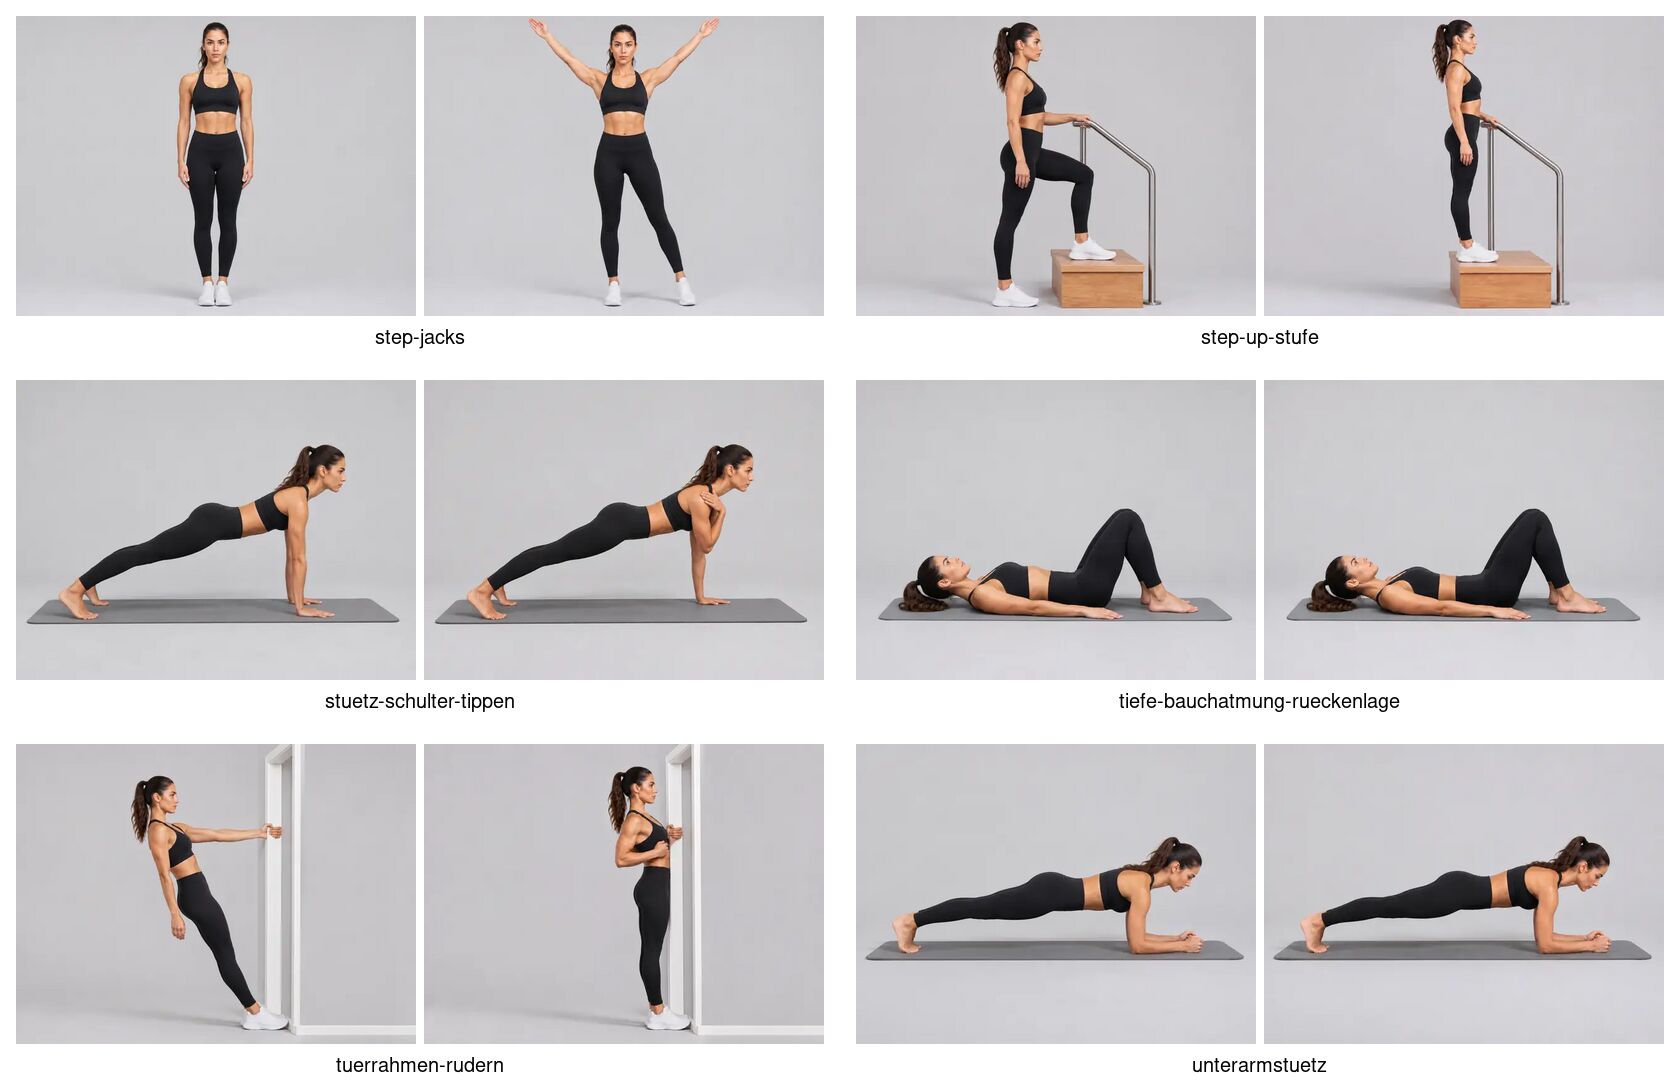 step-jacks
step-up-stufe
stuetz-schulter-tippen
tiefe-bauchatmung-rueckenlage
tuerrahmen-rudern
unterarmstuetz